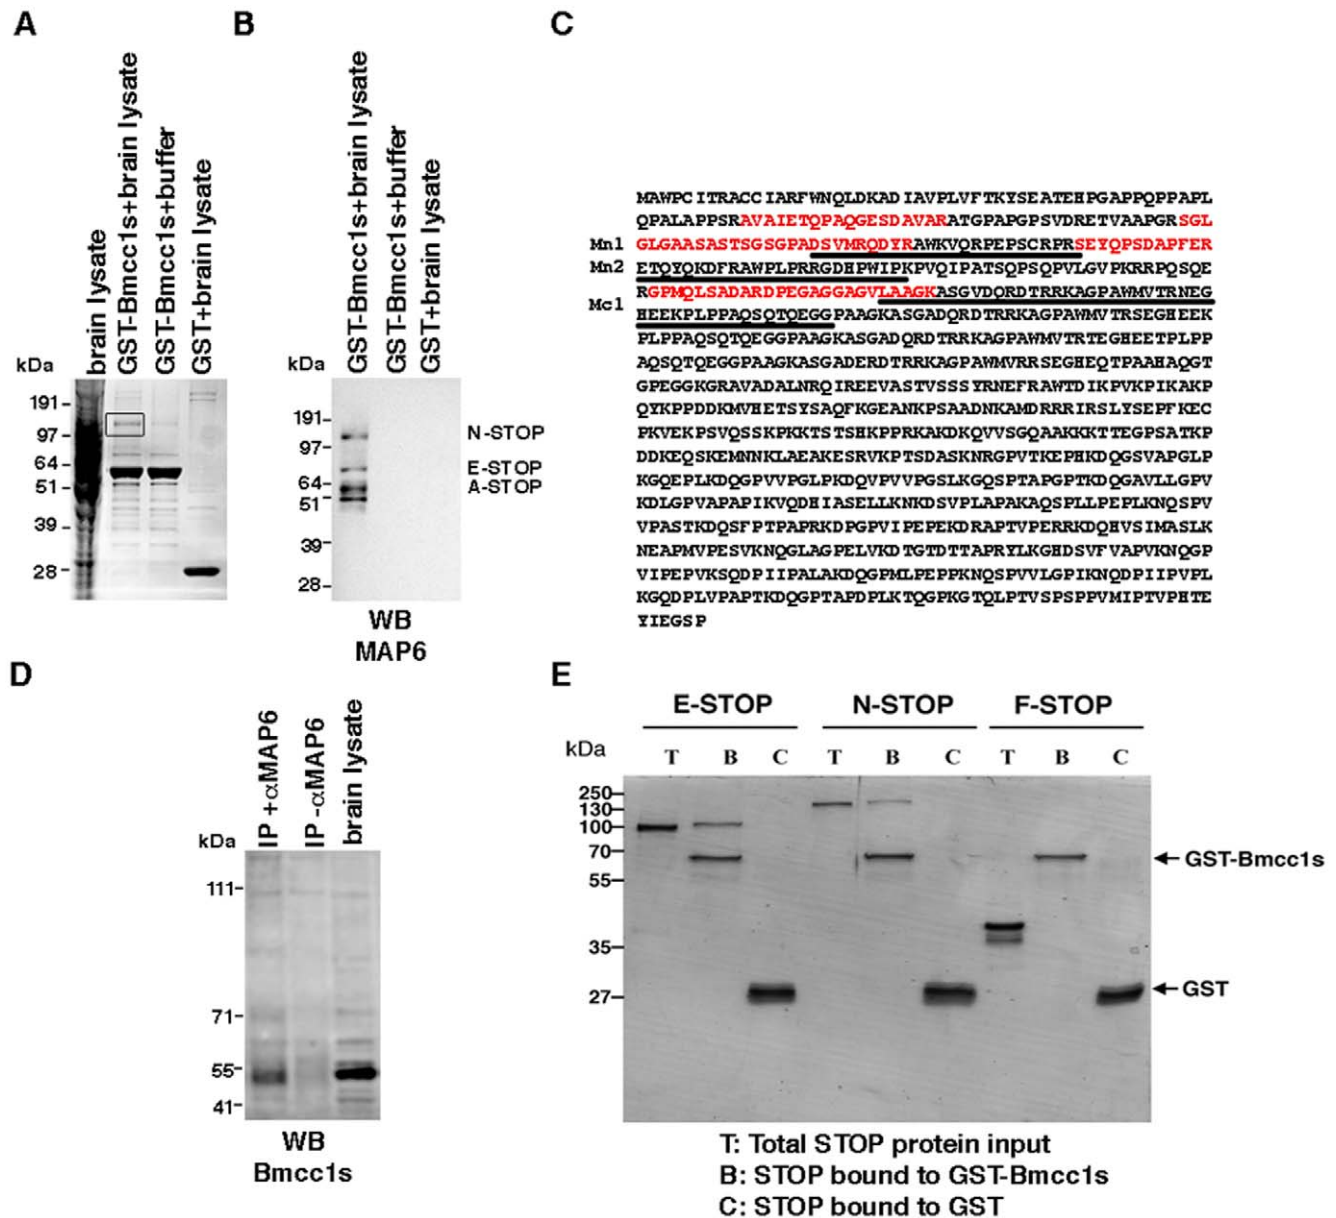 A
brain lysate
GST-Bmcc1s+brain lysate
GST-Bmcc1s+buffer
GST+brain lysate
kDa
191
97
64
51
39
28
B
GST-Bmcc1s+brain lysate
GST-Bmcc1s+buffer
GST+brain lysate
kDa
191
97
64
51
39
28
N-STOP
E-STOP
A-STOP
WB
MAP6
C
MAWPCITRACCIARFWNQLDKADIAVPLVFTKYSEATEHPGAPPQPPAPL
QPALAPPSRAVAIETQPAQGESDAVARATGPAPGPSVDRETVAAPGRSGL
Mn1 GLGAASASTSGSGPADSVMRQDYRAWKVQRPEPSCRPRSEYQPSDAPFER
Mn2 ETQYQKDFRAWPLPRRGDHPWIPKPVQIPATSQPSQPVLGVPKRRPQSQE
RGPMQLSADARDPEGAGGAGVLAAGKASGVDQRDTRRKAGPAWMVTRNEG
Mc1 HEEKPLPPAQSQTQEGGPAAGKASGADQRDTRRKAGPAWMVTRSEGHEEK
PLPPAQSQTQEGGPAAGKASGADQRDTRRKAGPAWMVTRTEGHEETPLPP
AQSQTQEGGPAAGKASGADERDTRRKAGPAWMVRRSEGHEQTPAAHAQGT
GPEGGKGRAVADALNRQIREEVASTVSSSYRNEFRAWTDIKPVKPIKAKP
QYKPPDDKMVHETSYSAQFKGEANKPSAADNKAMDRRRIRSLYSEPFKEC
PKVEKPSVQSSKPKKTSTSHKPPRKAKDKQVVSGQAAKKKTTEGPSATKP
DDKEQSKEMNNKLAEAKESRVKPTSDASKNRGPVTKEPHKDQGSVAPGLP
KGQEPLKDQGPVVPGLPKDQVPVVPGSLKGQSPTAPGPTKDQGAVLLGPV
KDLGPVAPAPIKVQDHIASELLKNKDSVPLAPAKAQSPLLPEPLKNQSPV
VPASTKDQSFPTPAPRKDPGPVIPEPEKDRAPTVPERRKDQHVSIMASLK
NEAPMVPESVKNQGLAGPELVKDTGTDTTAPRYLKGHDSVFVAPVKNQGP
VIPEPVKSQDPIIPALAKDQGPMLPEPPKNQSPVVLGPIKNQDPIIPVPL
KGQDPLVPAPTKDQGPTAPDPLKTQGPKGTQLPTVSPSPPVMIPTVPHTE
YIEGSP
D
IP +αMAP6
IP -αMAP6
brain lysate
kDa
111
71
55
41
WB
Bmcc1s
E
E-STOP N-STOP F-STOP
kDa T B C T B C T B C
250
130
100
70
55
35
27
GST-Bmcc1s
GST
T: Total STOP protein input
B: STOP bound to GST-Bmcc1s
C: STOP bound to GST